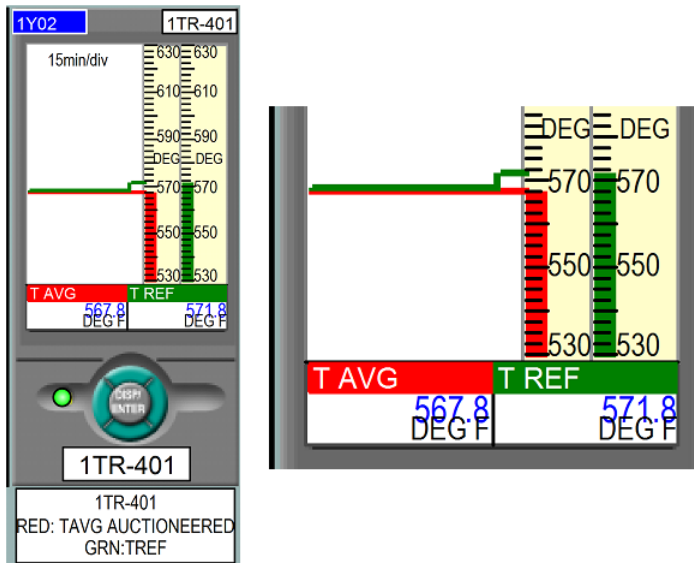 1Y02 1TR-401
15min/div
630 630
610 610
590 590
DEG DEG
570 570
550 550
530 530
T AVG T REF
567.8 571.8
DEG F DEG F
DISP/
ENTER
1TR-401
1TR-401
RED: TAVG AUCTIONEERED
GRN:TREF
DEG DEG
570 570
550 550
530 530
T AVG T REF
567.8 571.8
DEG F DEG F